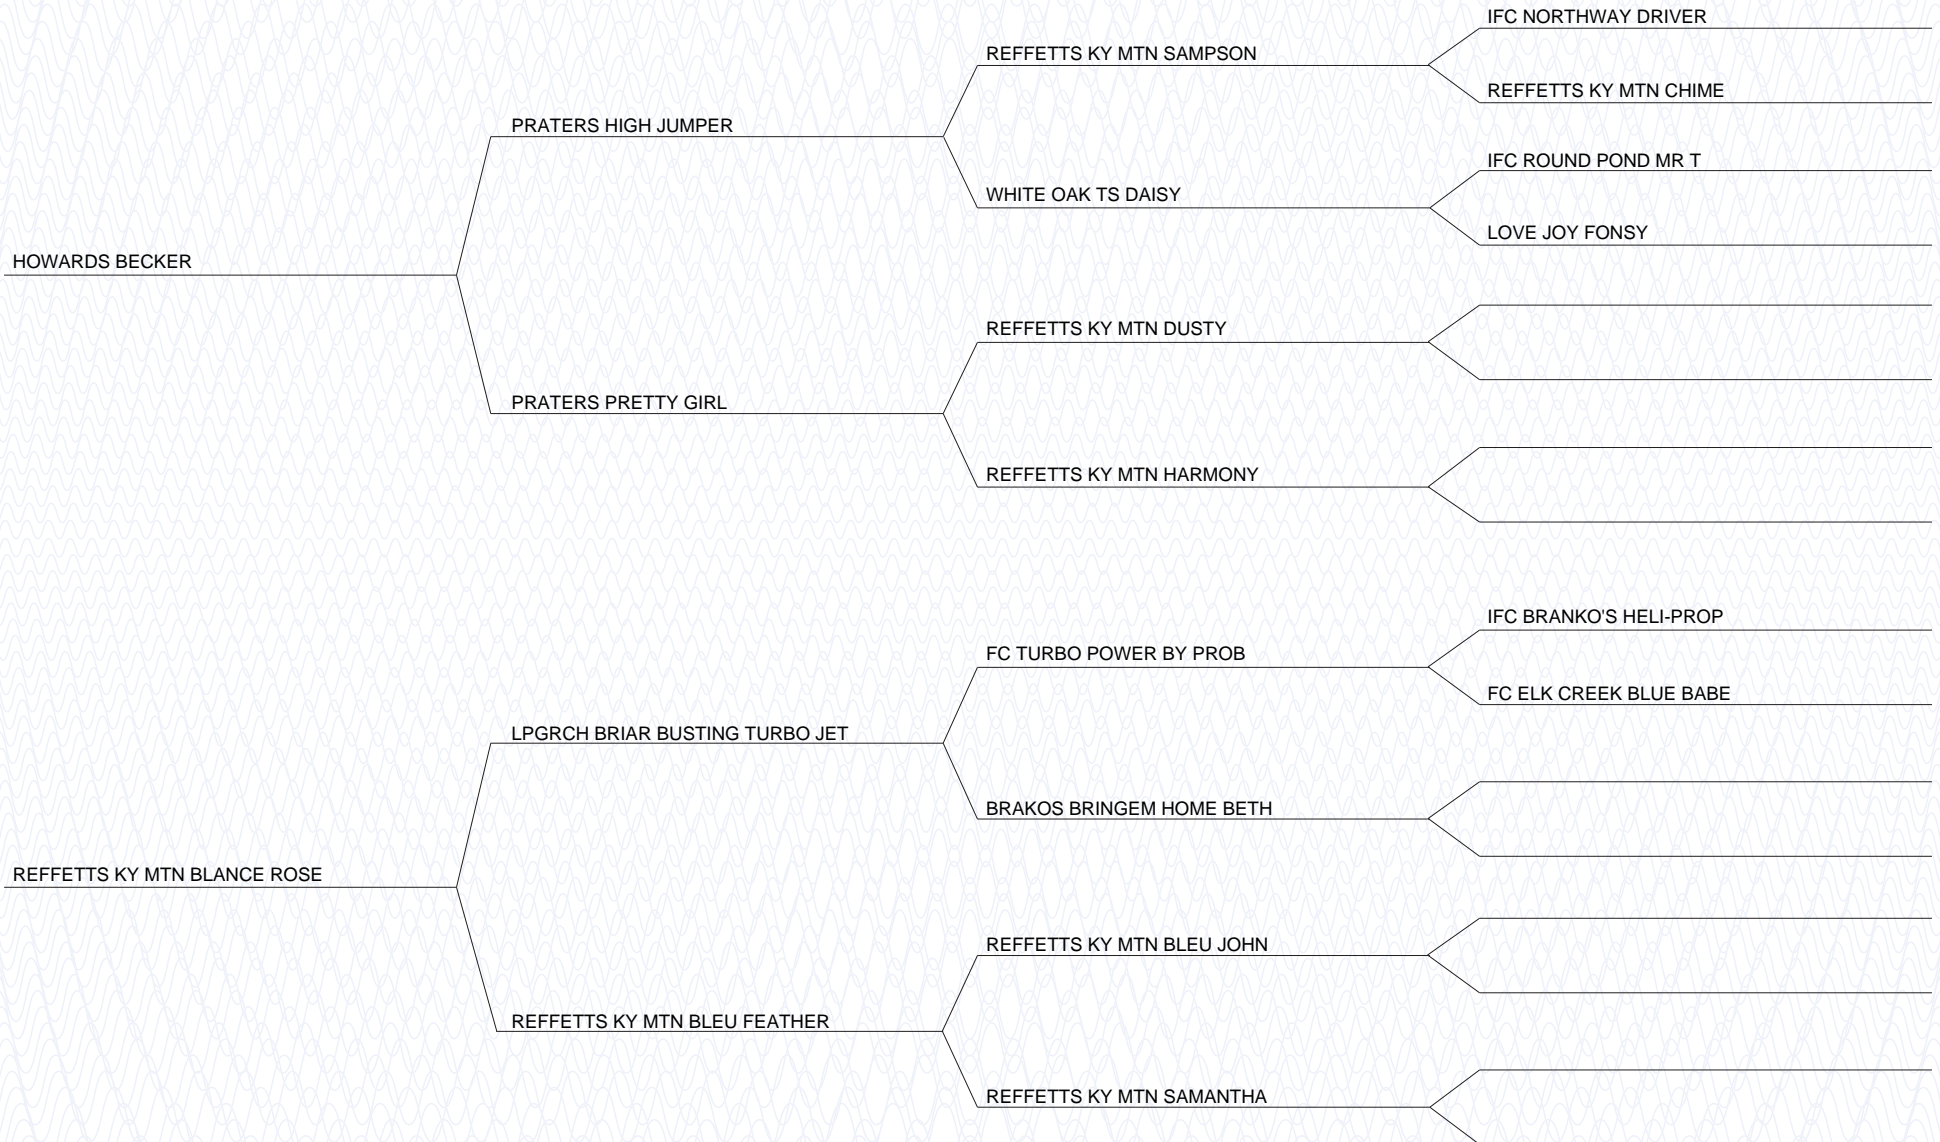 IFC NORTHWAY DRIVER
REFFETTS KY MTN SAMPSON
REFFETTS KY MTN CHIME
PRATERS HIGH JUMPER
IFC ROUND POND MR T
WHITE OAK TS DAISY
LOVE JOY FONSY
HOWARDS BECKER
REFFETTS KY MTN DUSTY
PRATERS PRETTY GIRL
REFFETTS KY MTN HARMONY
IFC BRANKO'S HELI-PROP
FC TURBO POWER BY PROB
FC ELK CREEK BLUE BABE
LPGRCH BRIAR BUSTING TURBO JET
BRAKOS BRINGEM HOME BETH
REFFETTS KY MTN BLANCE ROSE
REFFETTS KY MTN BLEU JOHN
REFFETTS KY MTN BLEU FEATHER
REFFETTS KY MTN SAMANTHA